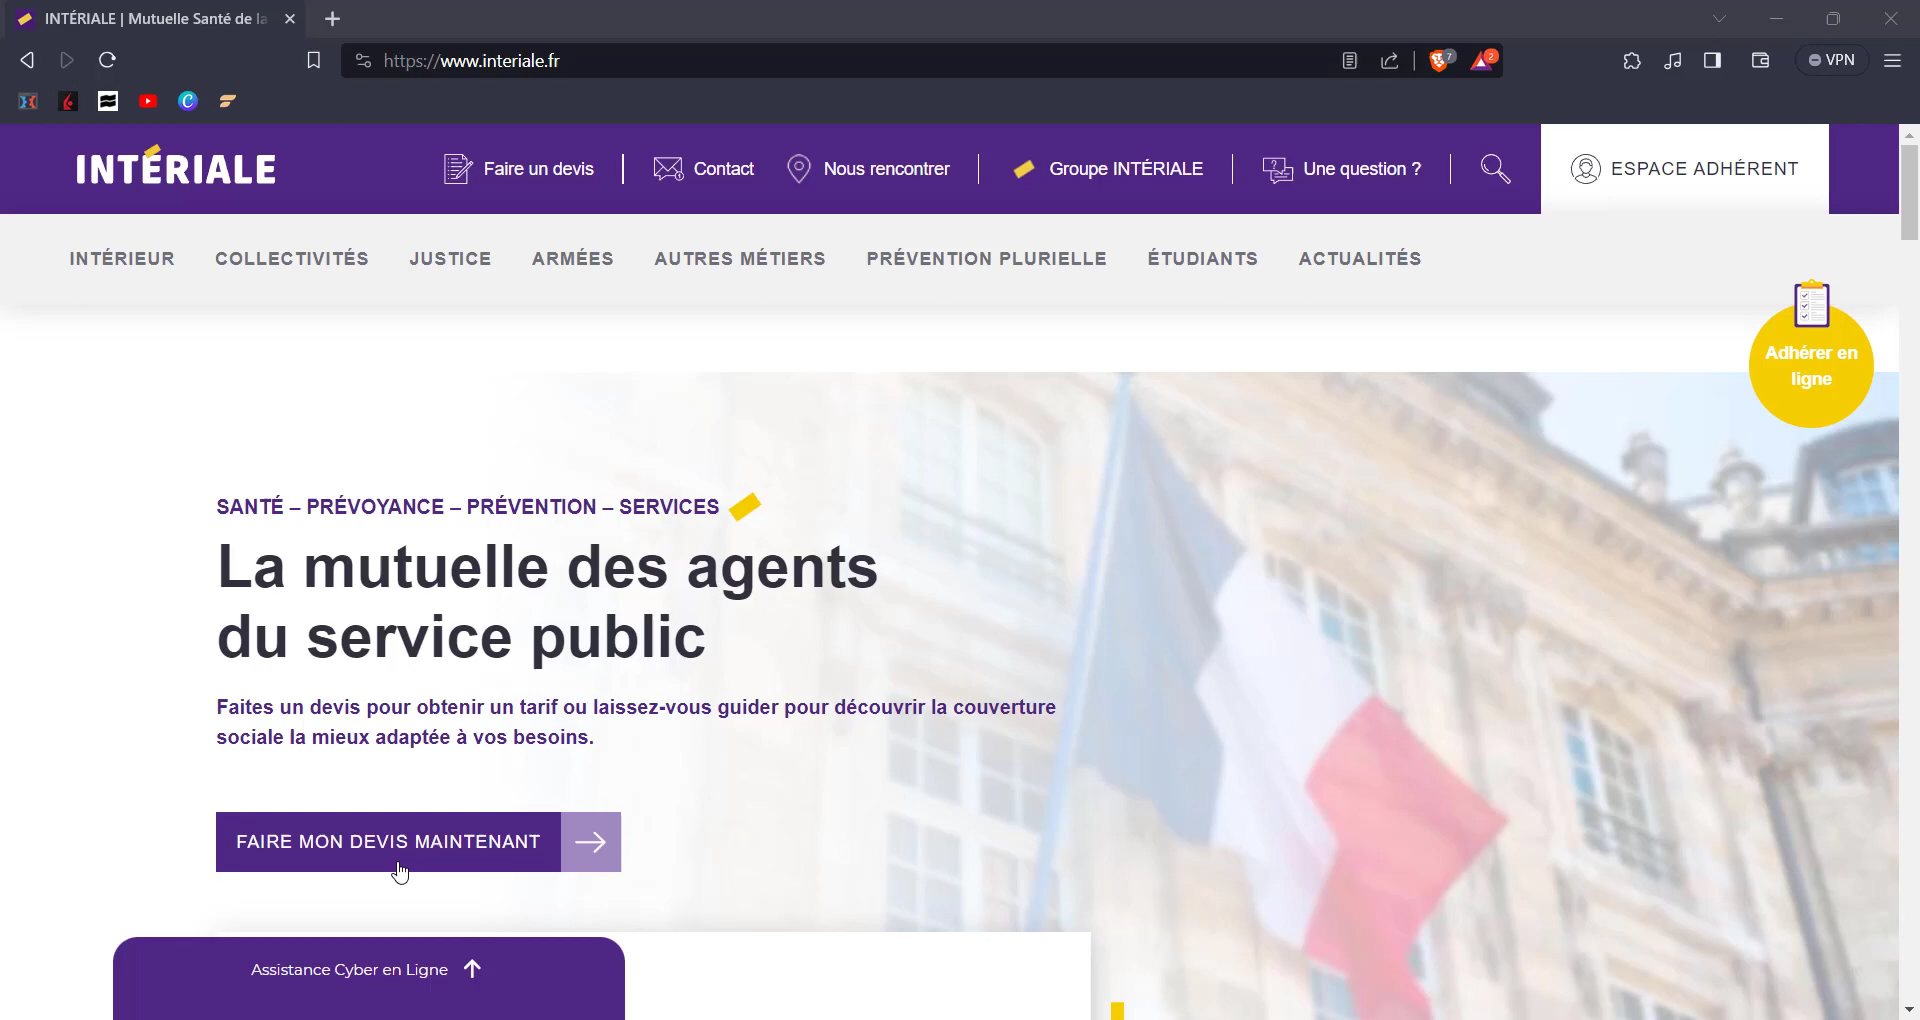 INTÉRIALE | Mutuelle Santé de la
https://www.interiale.fr
7
2
VPN
INTÉRIALE
Faire un devis
Contact
Nous rencontrer
Groupe INTÉRIALE
Une question ?
ESPACE ADHÉRENT
INTÉRIEUR
COLLECTIVITÉS
JUSTICE
ARMÉES
AUTRES MÉTIERS
PRÉVENTION PLURIELLE
ÉTUDIANTS
ACTUALITÉS
Adhérer en
ligne
SANTÉ – PRÉVOYANCE – PRÉVENTION – SERVICES
La mutuelle des agents
du service public
Faites un devis pour obtenir un tarif ou laissez-vous guider pour découvrir la couverture
sociale la mieux adaptée à vos besoins.
FAIRE MON DEVIS MAINTENANT
Assistance Cyber en Ligne